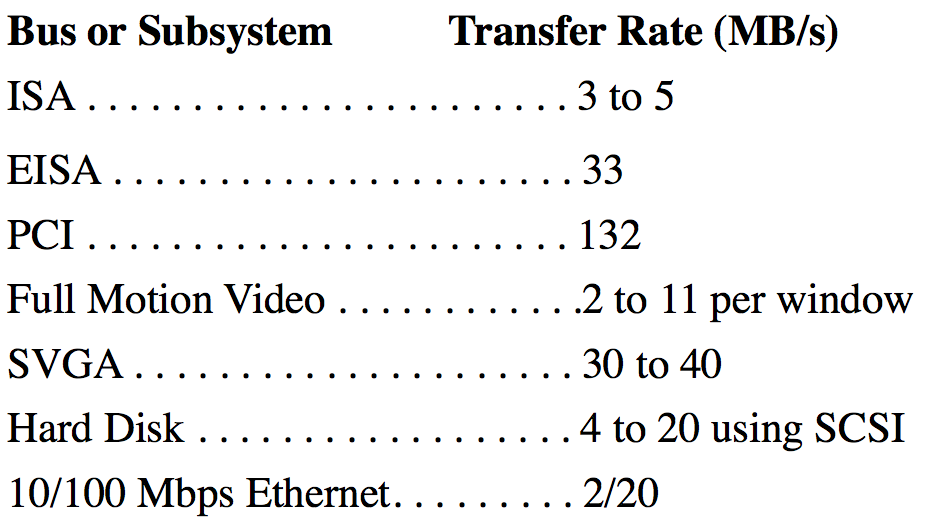 Bus or Subsystem Transfer Rate (MB/s)
ISA . . . . . . . . . . . . . . . . . . . . . . . 3 to 5
EISA . . . . . . . . . . . . . . . . . . . . . . 33
PCI . . . . . . . . . . . . . . . . . . . . . . . 132
Full Motion Video . . . . . . . . . . . .2 to 11 per window
SVGA . . . . . . . . . . . . . . . . . . . . . 30 to 40
Hard Disk . . . . . . . . . . . . . . . . . . 4 to 20 using SCSI
10/100 Mbps Ethernet. . . . . . . . . 2/20